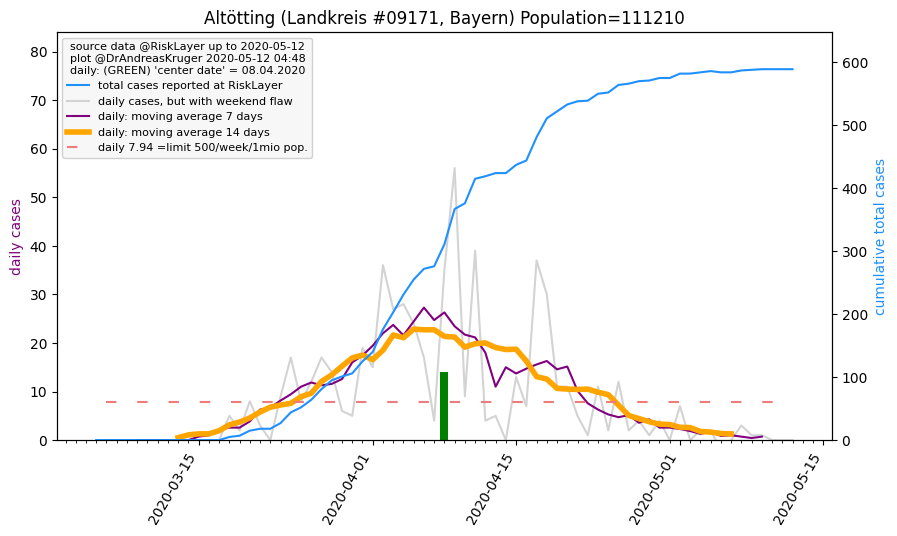 Altötting (Landkreis #09171, Bayern) Population=111210
source data @RiskLayer up to 2020-05-12
plot @DrAndreasKruger 2020-05-12 04:48
daily: (GREEN) 'center date' = 08.04.2020
total cases reported at RiskLayer
daily cases, but with weekend flaw
daily: moving average 7 days
daily: moving average 14 days
daily 7.94 =limit 500/week/1mio pop.
daily cases
80
70
60
50
40
30
20
10
0
cumulative total cases
600
500
400
300
200
100
0
2020-03-15
2020-04-01
2020-04-15
2020-05-01
2020-05-15